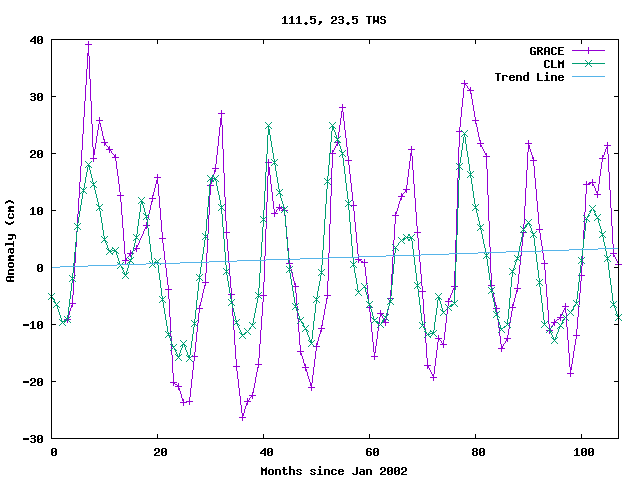 111.5, 23.5 TWS
GRACE
CLM
Trend Line
40
30
20
10
0
-10
-20
-30
Anomaly (cm)
0 20 40 60 80 100
Months since Jan 2002